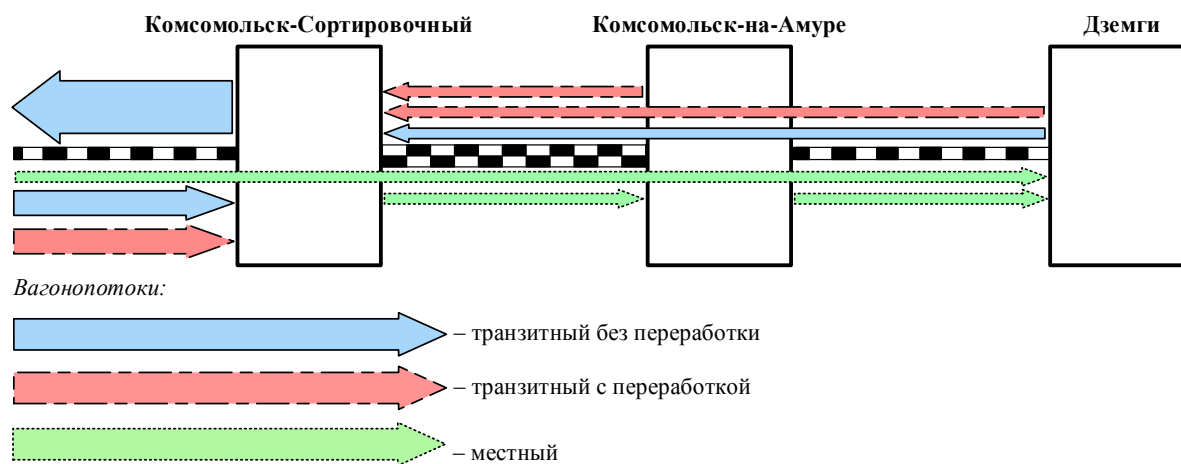 Комсомольск-Сортировочный Комсомольск-на-Амуре Дземги
Вагонопотоки:
– транзитный без переработки
– транзитный с переработкой
– местный